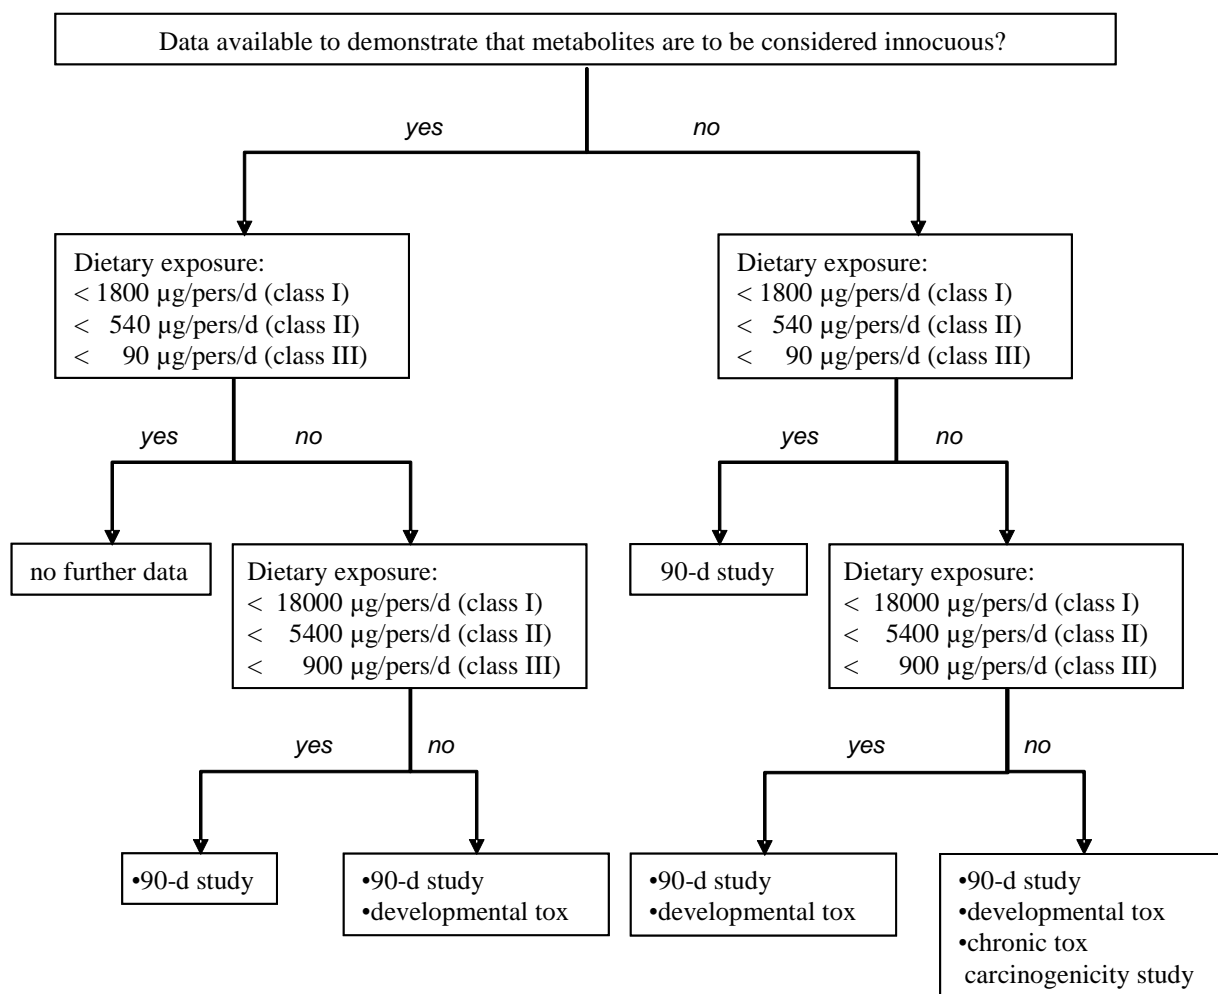 Data available to demonstrate that metabolites are to be considered innocuous?
yes
no
Dietary exposure:
< 1800 µg/pers/d (class I)
< 540 µg/pers/d (class II)
< 90 µg/pers/d (class III)
Dietary exposure:
< 1800 µg/pers/d (class I)
< 540 µg/pers/d (class II)
< 90 µg/pers/d (class III)
yes
no
yes
no
no further data
Dietary exposure:
< 18000 µg/pers/d (class I)
< 5400 µg/pers/d (class II)
< 900 µg/pers/d (class III)
90-d study
Dietary exposure:
< 18000 µg/pers/d (class I)
< 5400 µg/pers/d (class II)
< 900 µg/pers/d (class III)
yes
no
yes
no
•90-d study
•90-d study
•developmental tox
•90-d study
•developmental tox
•90-d study
•developmental tox
•chronic tox
carcinogenicity study